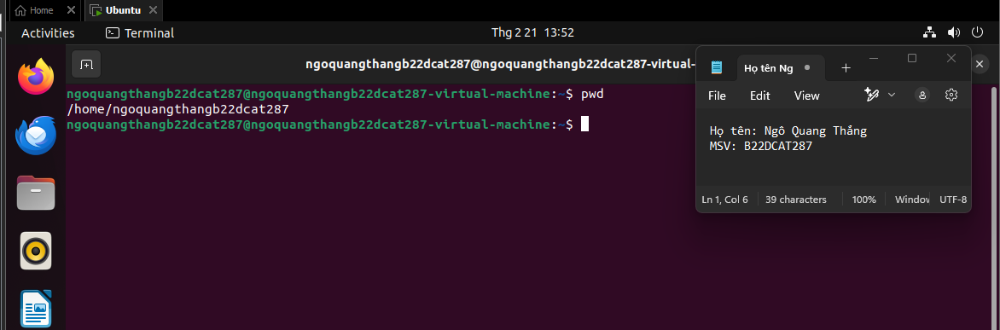 Home
Ubuntu
Activities
Terminal
Thg 2 21 13:52
ngoquangthangb22dcat287@ngoquangthangb22dcat287-virtual-
ngoquangthangb22dcat287@ngoquangthangb22dcat287-virtual-machine:~$ pwd
/home/ngoquangthangb22dcat287
ngoquangthangb22dcat287@ngoquangthangb22dcat287-virtual-machine:~$
Họ tên Ng
File Edit View
Họ tên: Ngô Quang Thắng
MSV: B22DCAT287
Ln 1, Col 6 39 characters 100% Window UTF-8